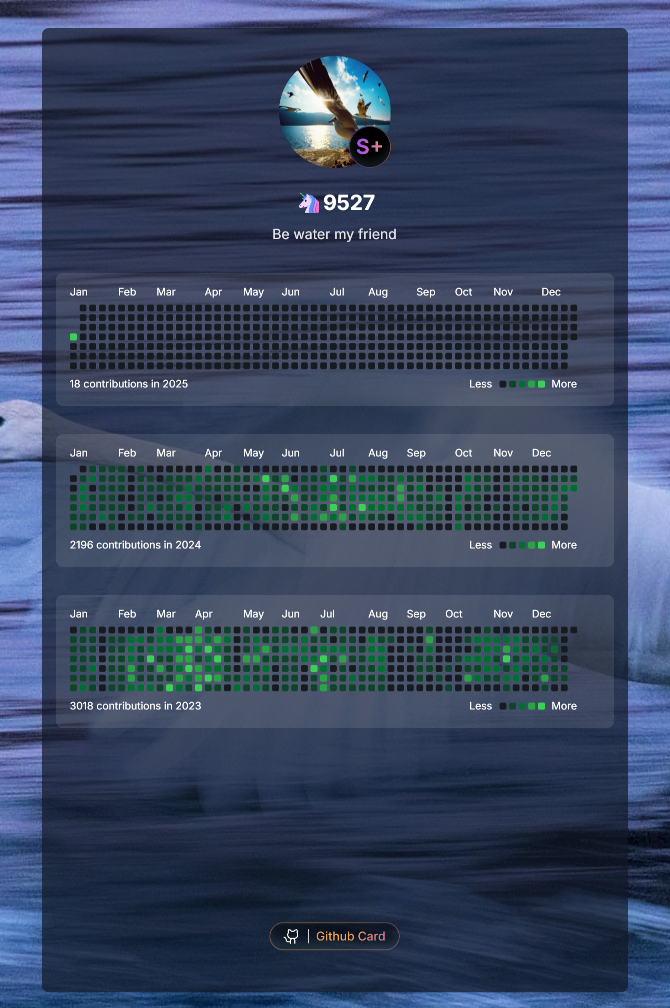 S+
🦄9527
Be water my friend
Jan Feb Mar Apr May Jun Jul Aug Sep Oct Nov Dec
18 contributions in 2025 Less More
Jan Feb Mar Apr May Jun Jul Aug Sep Oct Nov Dec
2196 contributions in 2024 Less More
Jan Feb Mar Apr May Jun Jul Aug Sep Oct Nov Dec
3018 contributions in 2023 Less More
Github Card